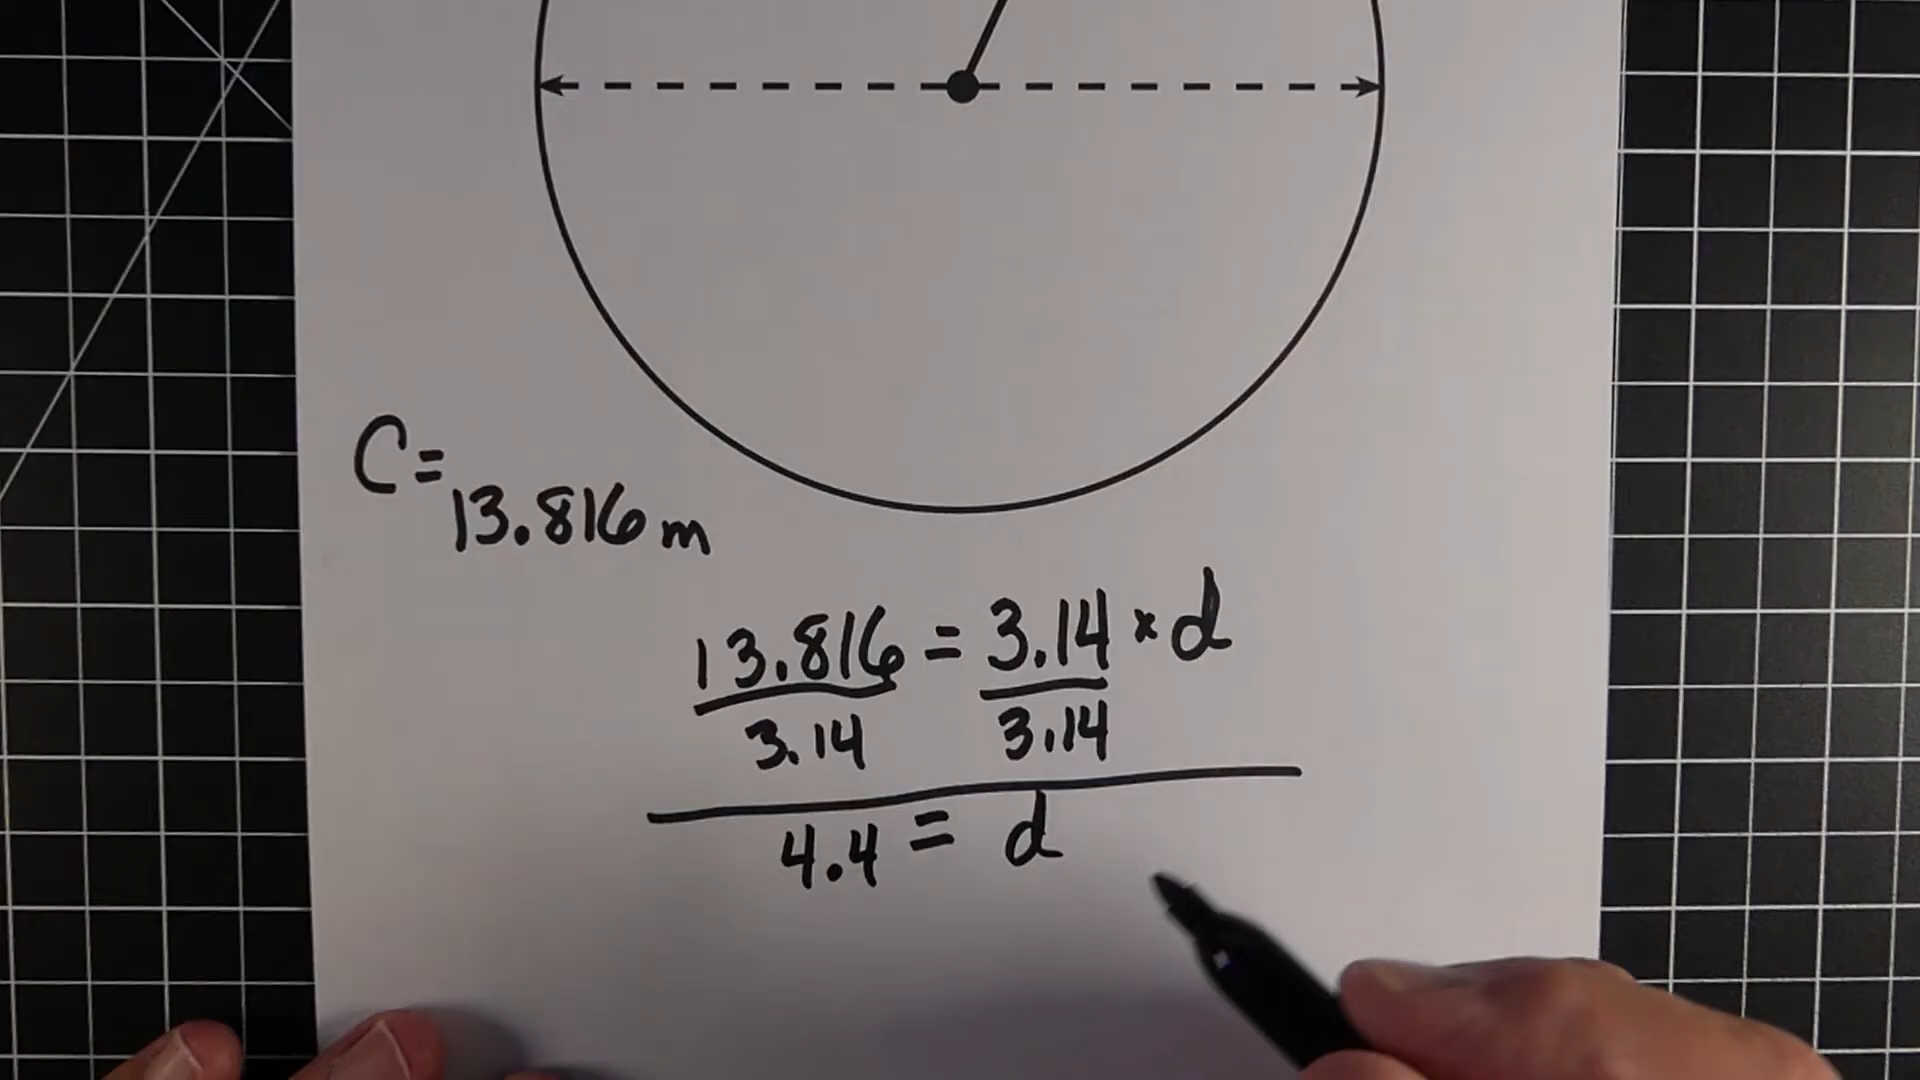 C=
13.816 m
13.816 = 3.14 × d
3.14 3.14
4.4 = d